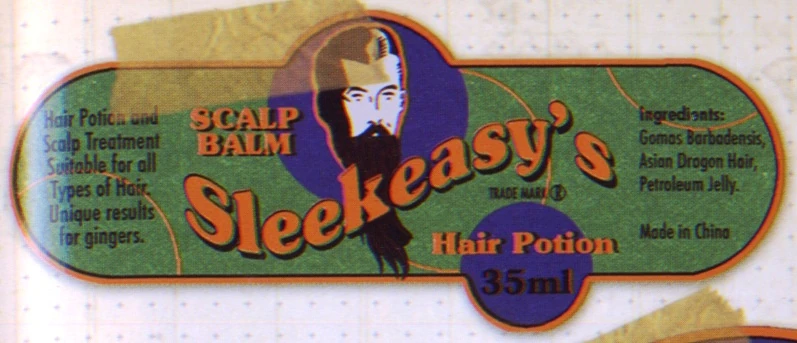 Hair Potion and
Scalp Treatment
Suitable for all
Types of Hair.
Unique results
for gingers.
SCALP
BALM
Sleekeasy's
TRADE MARK ®
Hair Potion
35ml
ingredients:
Gomas Barbadensis,
Asian Dragon Hair,
Petroleum Jelly.
Made in China